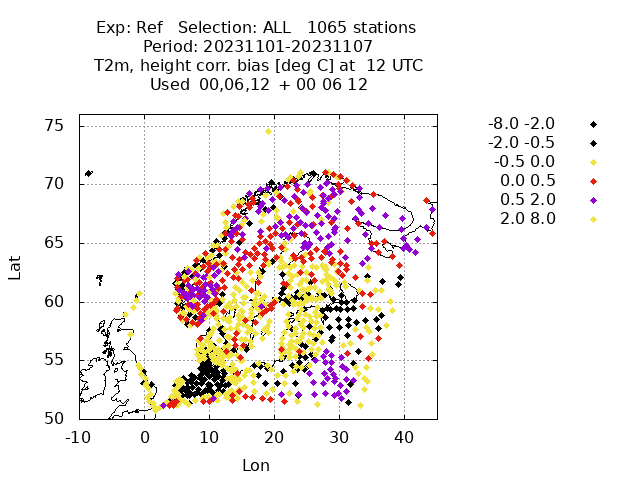 Exp: Ref   Selection: ALL   1065 stations
Period: 20231101-20231107
T2m, height corr. bias [deg C] at  12 UTC
Used  00,06,12  + 00 06 12
-8.0 -2.0
-2.0 -0.5
-0.5 0.0
0.0 0.5
0.5 2.0
2.0 8.0
75
70
65
60
55
50
Lat
-10 0 10 20 30 40
Lon